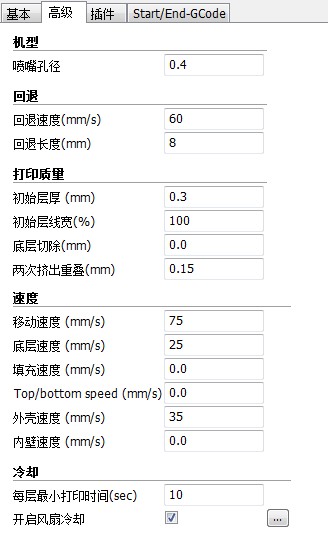 基本 高级 插件 Start/End-GCode
机型
喷嘴孔径 0.4
回退
回退速度(mm/s) 60
回退长度(mm) 8
打印质量
初始层厚 (mm) 0.3
初始层线宽(%) 100
底层切除(mm) 0.0
两次挤出重叠(mm) 0.15
速度
移动速度 (mm/s) 75
底层速度 (mm/s) 25
填充速度 (mm/s) 0.0
Top/bottom speed (mm/s) 0.0
外壳速度 (mm/s) 35
内壁速度 (mm/s) 0.0
冷却
每层最小打印时间(sec) 10
开启风扇冷却 ...